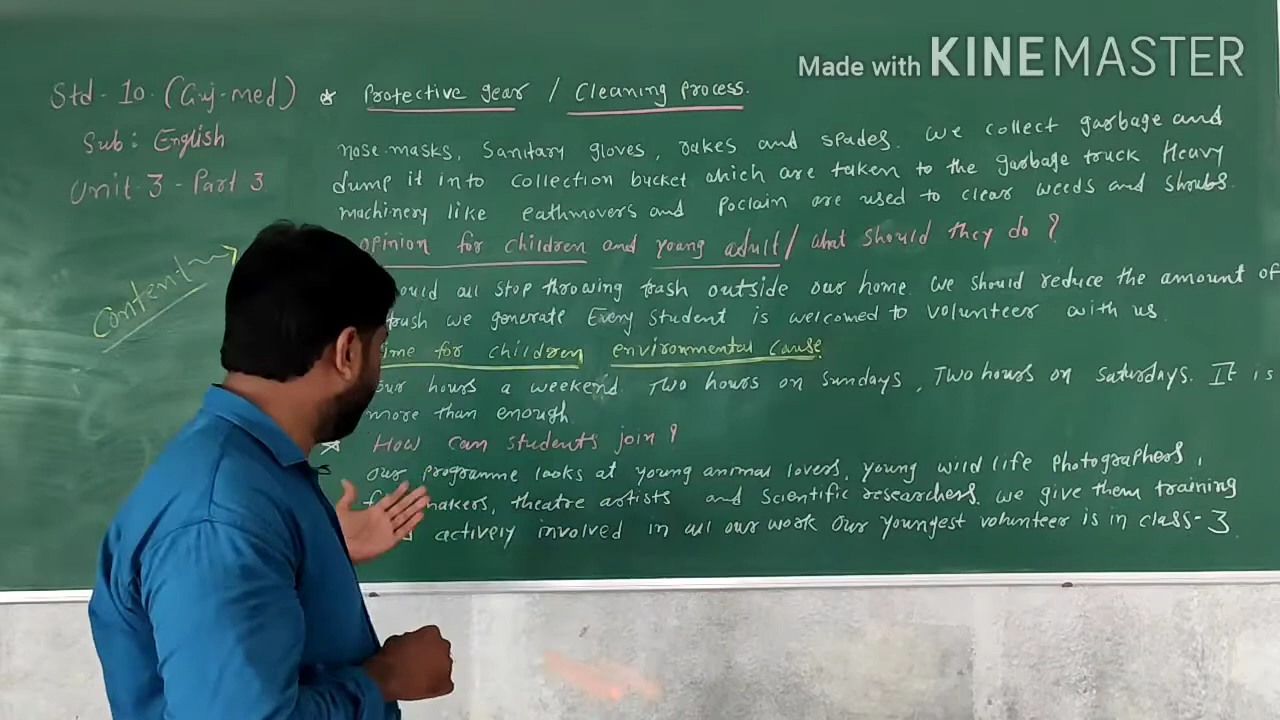 Made with KINEMASTER
Std - 10. (Guj-med)
Sub: English
Unit 3 - Part 3
Content
* Protective gear / Cleaning process.
nose-masks, sanitary gloves, rakes and spades. we collect garbage and
dump it into collection bucket which are taken to the garbage truck Heavy
machinery like eathmovers and Poclain are used to clear weeds and shrubs.
opinion for children and young adult / what should they do ?
all stop throwing trash outside our home. we should reduce the amount of
trash we generate Every student is welcomed to volunteer with us.
for children environmental cause.
hours a weekend. Two hours on Sundays, Two hours on Saturdays. It is
more than enough.
* How can students join ?
our programme looks at young animal lovers, young wild life photographers,
makers, theatre artists and scientific researchers. we give them training
actively involved in all our work our youngest volunteer is in class-3.